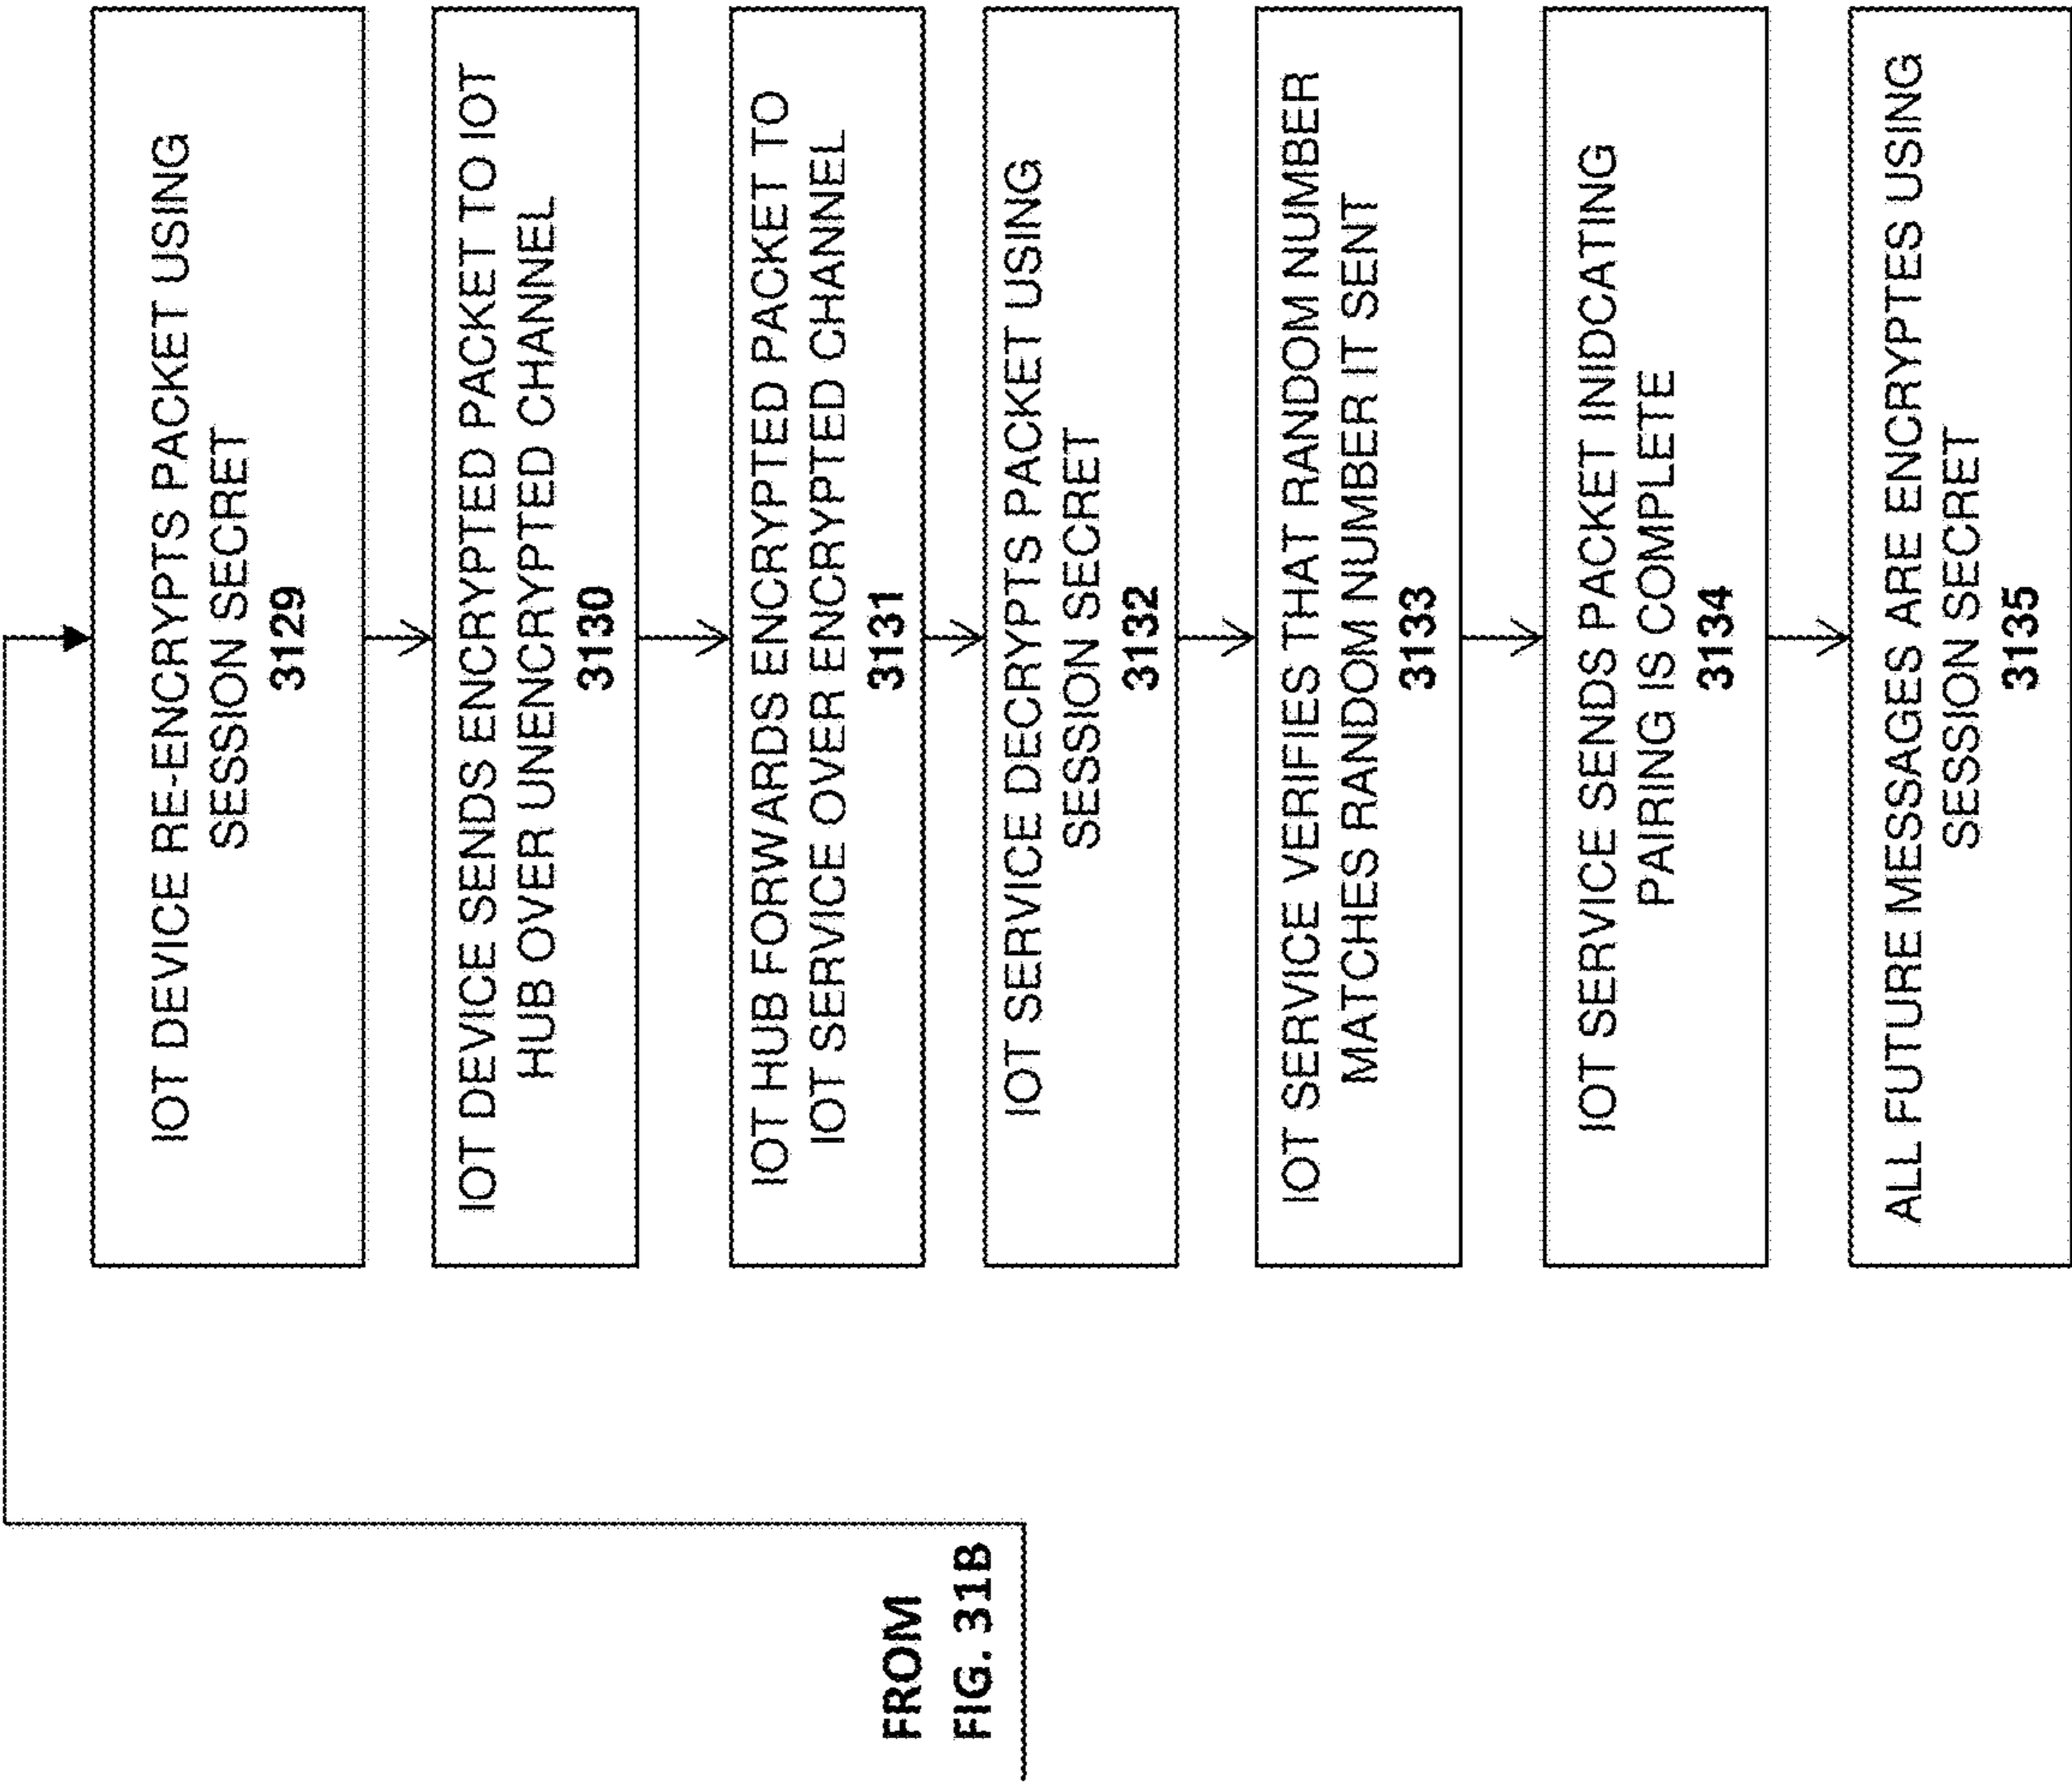 FROM
FIG. 31B
IOT DEVICE RE-ENCRYPTS PACKET USING
SESSION SECRET
3129
IOT DEVICE SENDS ENCRYPTED PACKET TO IOT
HUB OVER UNENCRYPTED CHANNEL
3130
IOT HUB FORWARDS ENCRYPTED PACKET TO
IOT SERVICE OVER ENCRYPTED CHANNEL
3131
IOT SERVICE DECRYPTS PACKET USING
SESSION SECRET
3132
IOT SERVICE VERIFIES THAT RANDOM NUMBER
MATCHES RANDOM NUMBER IT SENT
3133
IOT SERVICE SENDS PACKET INIDCATING
PAIRING IS COMPLETE
3134
ALL FUTURE MESSAGES ARE ENCRYPTES USING
SESSION SECRET
3135